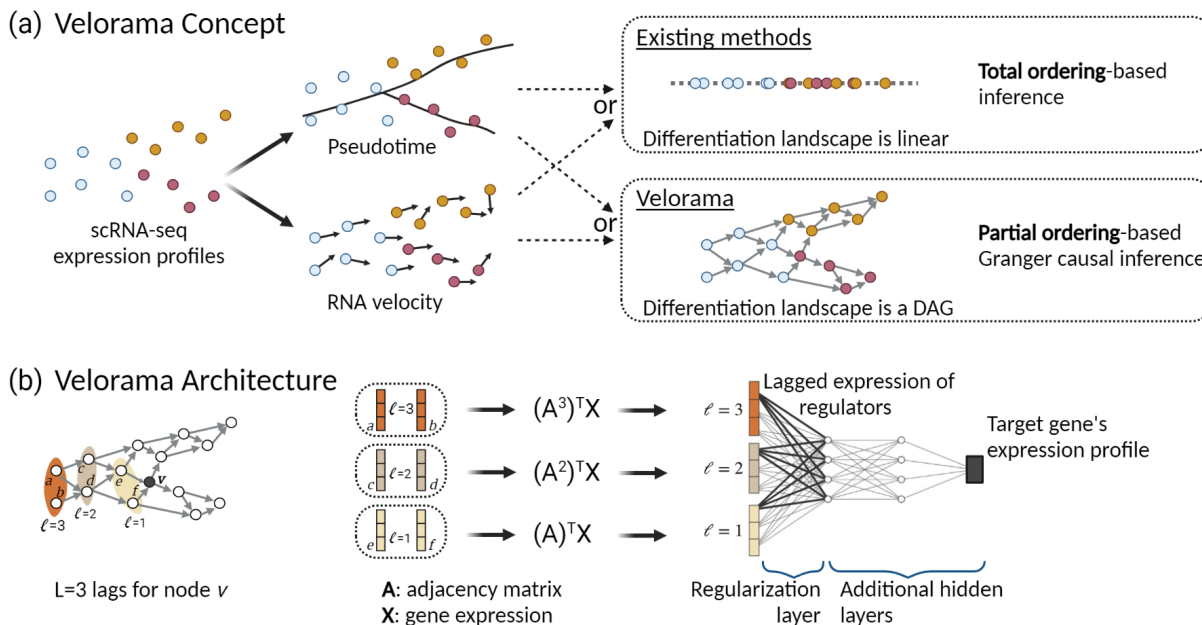 (a) Velorama Concept
scRNA-seq
expression profiles
Pseudotime
RNA velocity
or
or
Existing methods
Total ordering-based
inference
Differentiation landscape is linear
Velorama
Partial ordering-based
Granger causal inference
Differentiation landscape is a DAG
(b) Velorama Architecture
a
b
c
d
e
f
v
ℓ=3
ℓ=2
ℓ=1
L=3 lags for node v
a ℓ=3 b
(A³)ᵀX
c ℓ=2 d
(A²)ᵀX
e ℓ=1 f
(A)ᵀX
A: adjacency matrix
X: gene expression
ℓ = 3
ℓ = 2
ℓ = 1
Lagged expression of
regulators
Target gene's
expression profile
Regularization
layer
Additional hidden
layers